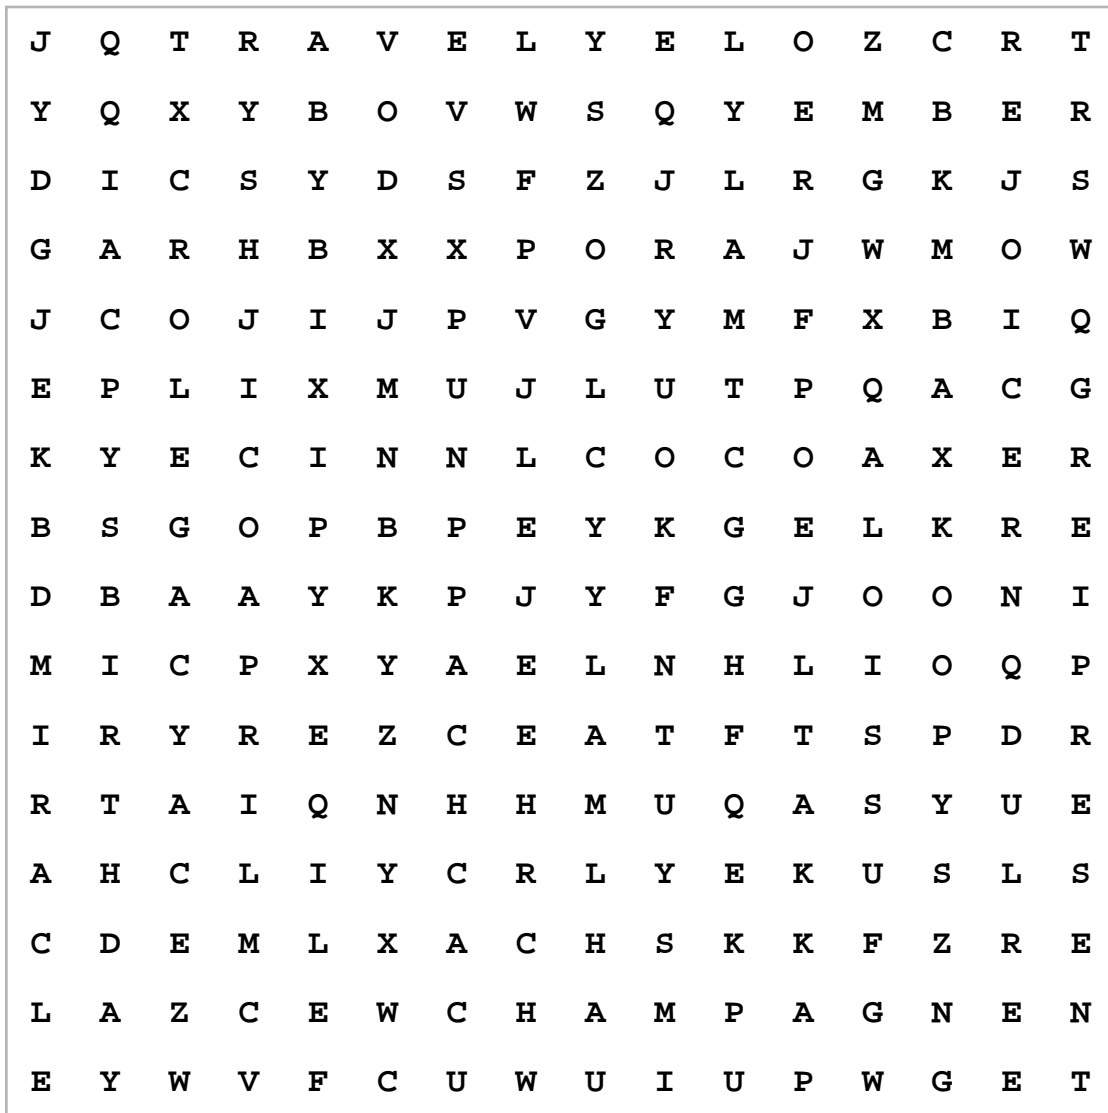 J Q T R A V E L Y E L O Z C R T
Y Q X Y B O V W S Q Y E M B E R
D I C S Y D S F Z J L R G K J S
G A R H B X X P O R A J W M O W
J C O J I J P V G Y M F X B I Q
E P L I X M U J L U T P Q A C G
K Y E C I N N L C O C O A X E R
B S G O P B P E Y K G E L K R E
D B A A Y K P J Y F G J O O N I
M I C P X Y A E L N H L I O Q P
I R Y R E Z C E A T F T S P D R
R T A I Q N H H M U Q A S Y U E
A H C L I Y C R L Y E K U S L S
C D E M L X A C H S K K F Z R E
L A Z C E W C H A M P A G N E N
E Y W V F C U W U I U P W G E T